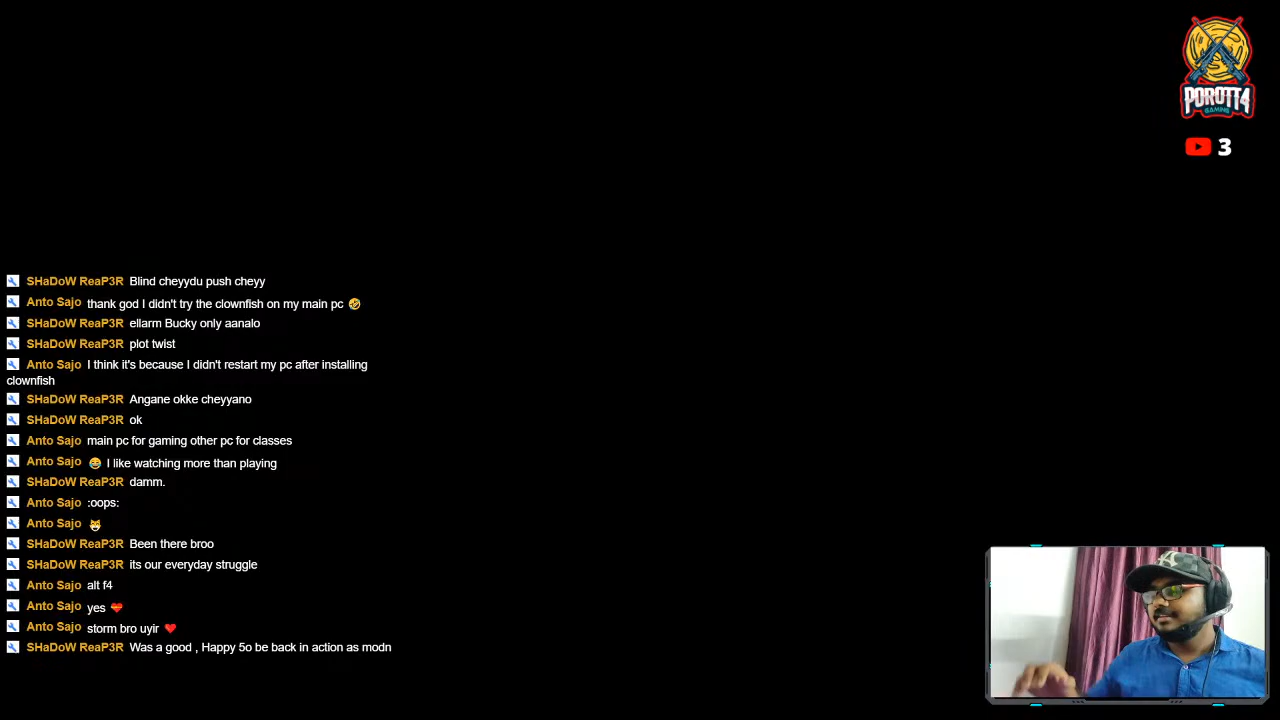 POROTT4
GAMING
3
SHaDoW ReaP3R Blind cheyydu push cheyy
Anto Sajo thank god I didn't try the clownfish on my main pc 🤣
SHaDoW ReaP3R ellarm Bucky only aanalo
SHaDoW ReaP3R plot twist
Anto Sajo I think it's because I didn't restart my pc after installing
clownfish
SHaDoW ReaP3R Angane okke cheyyano
SHaDoW ReaP3R ok
Anto Sajo main pc for gaming other pc for classes
Anto Sajo 😂 I like watching more than playing
SHaDoW ReaP3R damm.
Anto Sajo :oops:
Anto Sajo 😹
SHaDoW ReaP3R Been there broo
SHaDoW ReaP3R its our everyday struggle
Anto Sajo alt f4
Anto Sajo yes ❤
Anto Sajo storm bro uyir ❤
SHaDoW ReaP3R Was a good , Happy 5o be back in action as modn